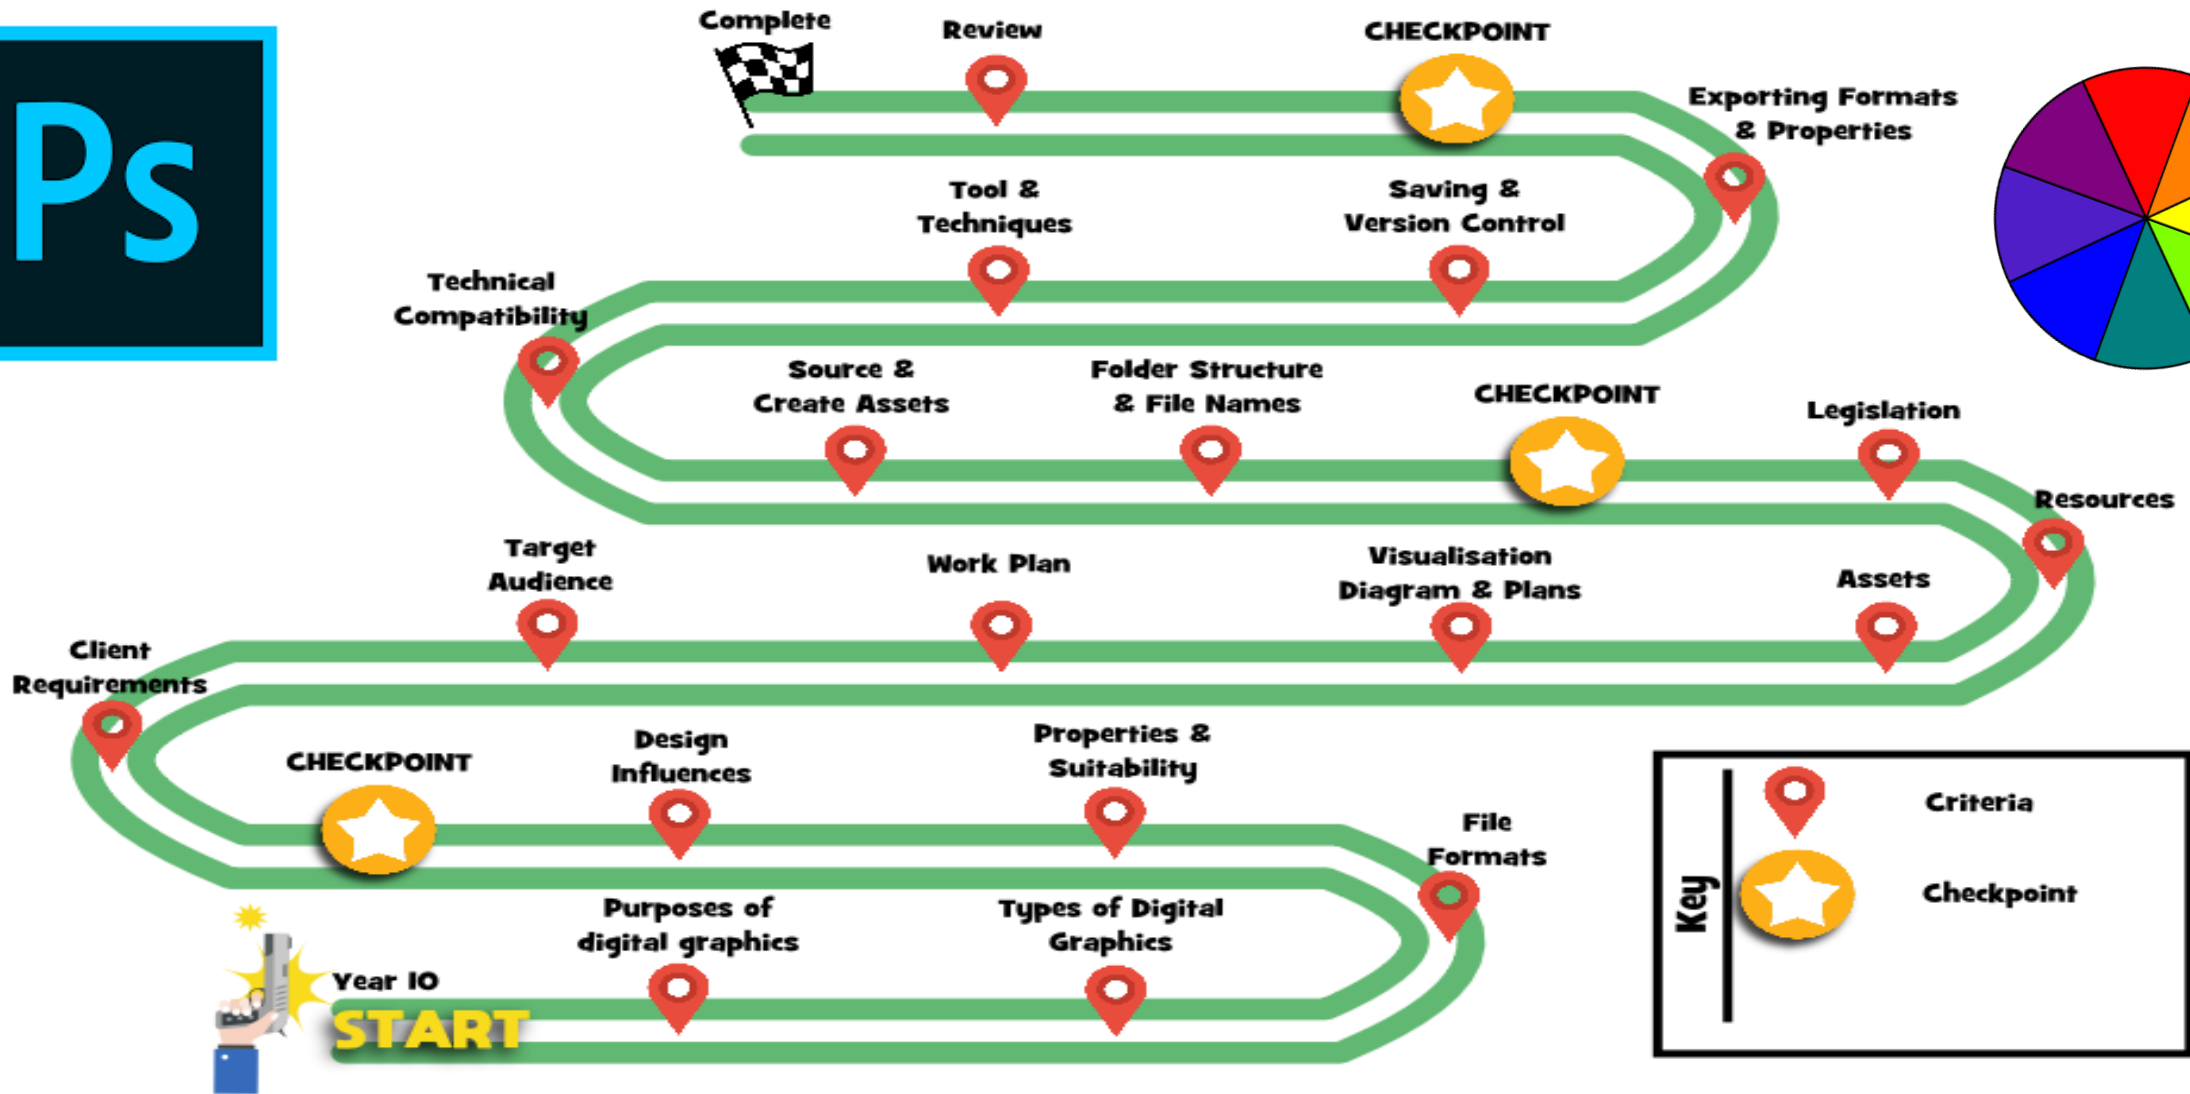 Complete
Review
CHECKPOINT
Ps
Exporting Formats
& Properties
Tool &
Techniques
Saving &
Version Control
Technical
Compatibility
Source &
Create Assets
Folder Structure
& File Names
CHECKPOINT
Legislation
Resources
Target
Audience
Work Plan
Visualisation
Diagram & Plans
Assets
Client
Requirements
CHECKPOINT
Design
Influences
Properties &
Suitability
File
Formats
Purposes of
digital graphics
Types of Digital
Graphics
Year 10
START
Key
Criteria
Checkpoint